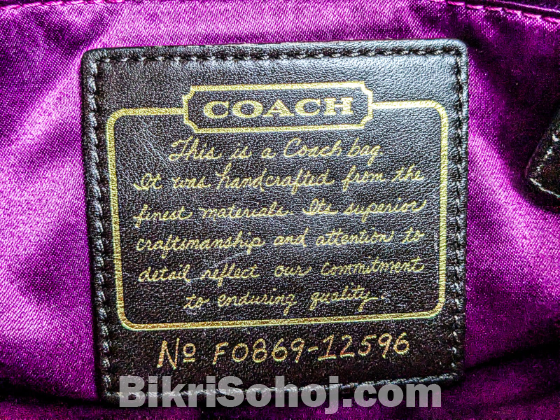 COACH
This is a Coach bag
It was handcrafted from the
finest materials. Its superior
craftsmanship and attention to
detail reflect our commitment
to enduring quality.
No F0869-12596
BikriSohoj.com